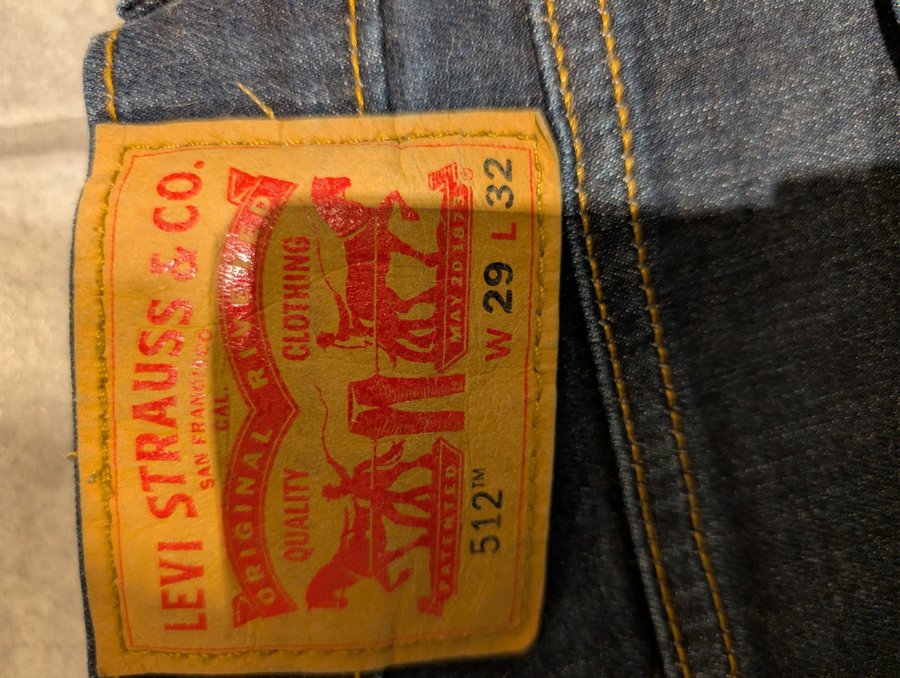 LEVI STRAUSS & CO.
SAN FRANCISCO
CAL.
ORIGINAL RIVETED
QUALITY CLOTHING
PATENTED MAY 20 1873 ®
512™ W 29 L 32